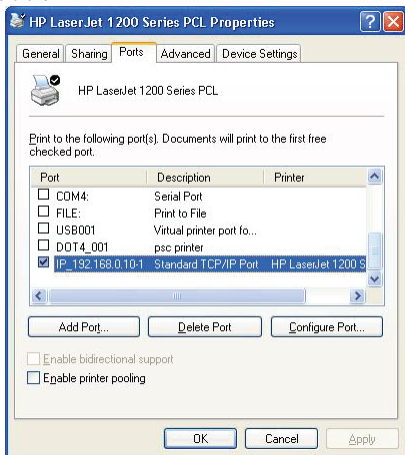 HP LaserJet 1200 Series PCL Properties
General Sharing Ports Advanced Device Settings
HP LaserJet 1200 Series PCL
Print to the following port(s). Documents will print to the first free
checked port.
Port Description Printer
COM4: Serial Port
FILE: Print to File
USB001 Virtual printer port fo...
DOT4_001 psc printer
IP_192.168.0.10-1 Standard TCP/IP Port HP LaserJet 1200 S
Add Port... Delete Port Configure Port...
Enable bidirectional support
Enable printer pooling
OK Cancel Apply